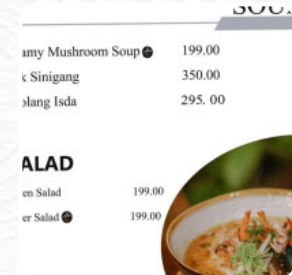 SOU
amy Mushroom Soup 199.00
k Sinigang 350.00
olang Isda 295. 00
ALAD
en Salad 199.00
er Salad 199.00